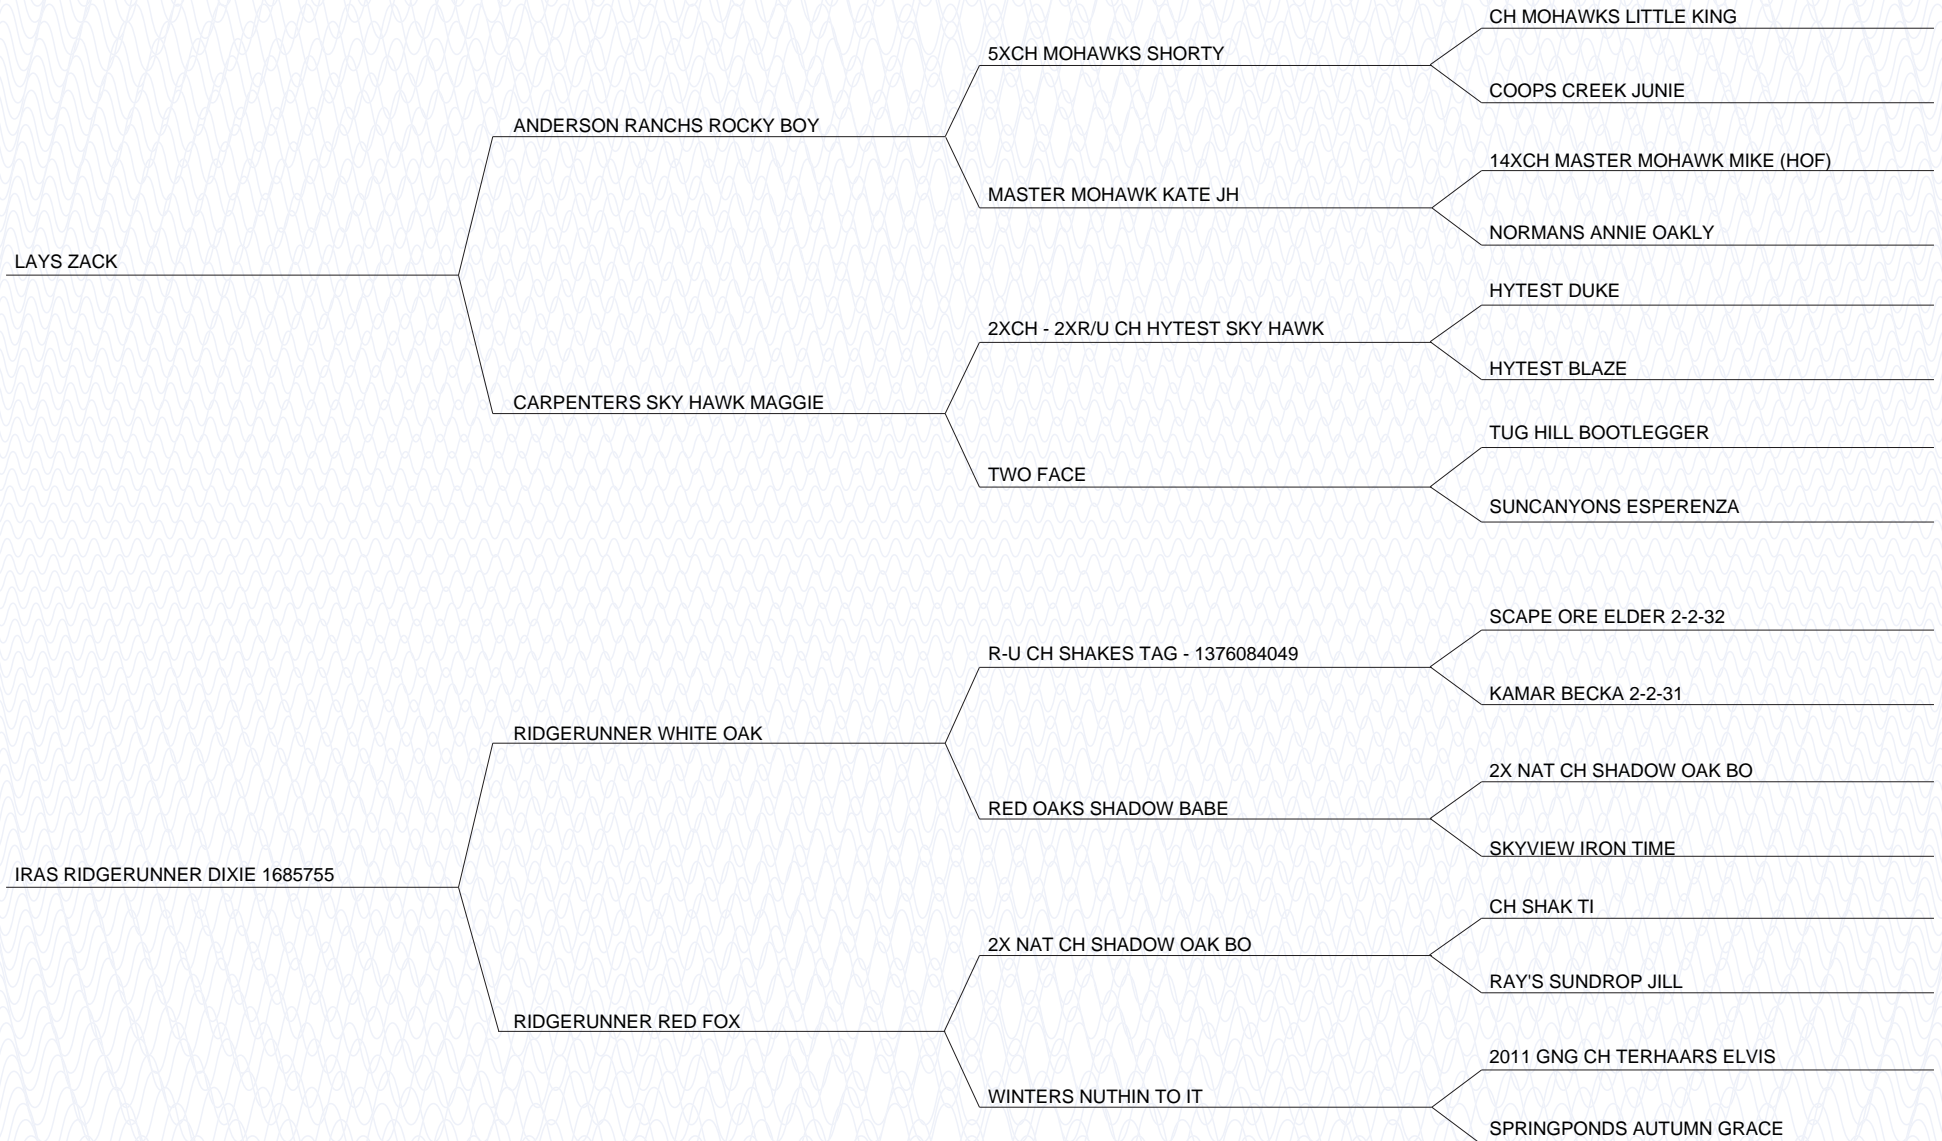 CH MOHAWKS LITTLE KING
5XCH MOHAWKS SHORTY
COOPS CREEK JUNIE
ANDERSON RANCHS ROCKY BOY
14XCH MASTER MOHAWK MIKE (HOF)
MASTER MOHAWK KATE JH
NORMANS ANNIE OAKLY
LAYS ZACK
HYTEST DUKE
2XCH - 2XR/U CH HYTEST SKY HAWK
HYTEST BLAZE
CARPENTERS SKY HAWK MAGGIE
TUG HILL BOOTLEGGER
TWO FACE
SUNCANYONS ESPERENZA
SCAPE ORE ELDER 2-2-32
R-U CH SHAKES TAG - 1376084049
KAMAR BECKA 2-2-31
RIDGERUNNER WHITE OAK
2X NAT CH SHADOW OAK BO
RED OAKS SHADOW BABE
SKYVIEW IRON TIME
IRAS RIDGERUNNER DIXIE 1685755
CH SHAK TI
2X NAT CH SHADOW OAK BO
RAY'S SUNDROP JILL
RIDGERUNNER RED FOX
2011 GNG CH TERHAARS ELVIS
WINTERS NUTHIN TO IT
SPRINGPONDS AUTUMN GRACE